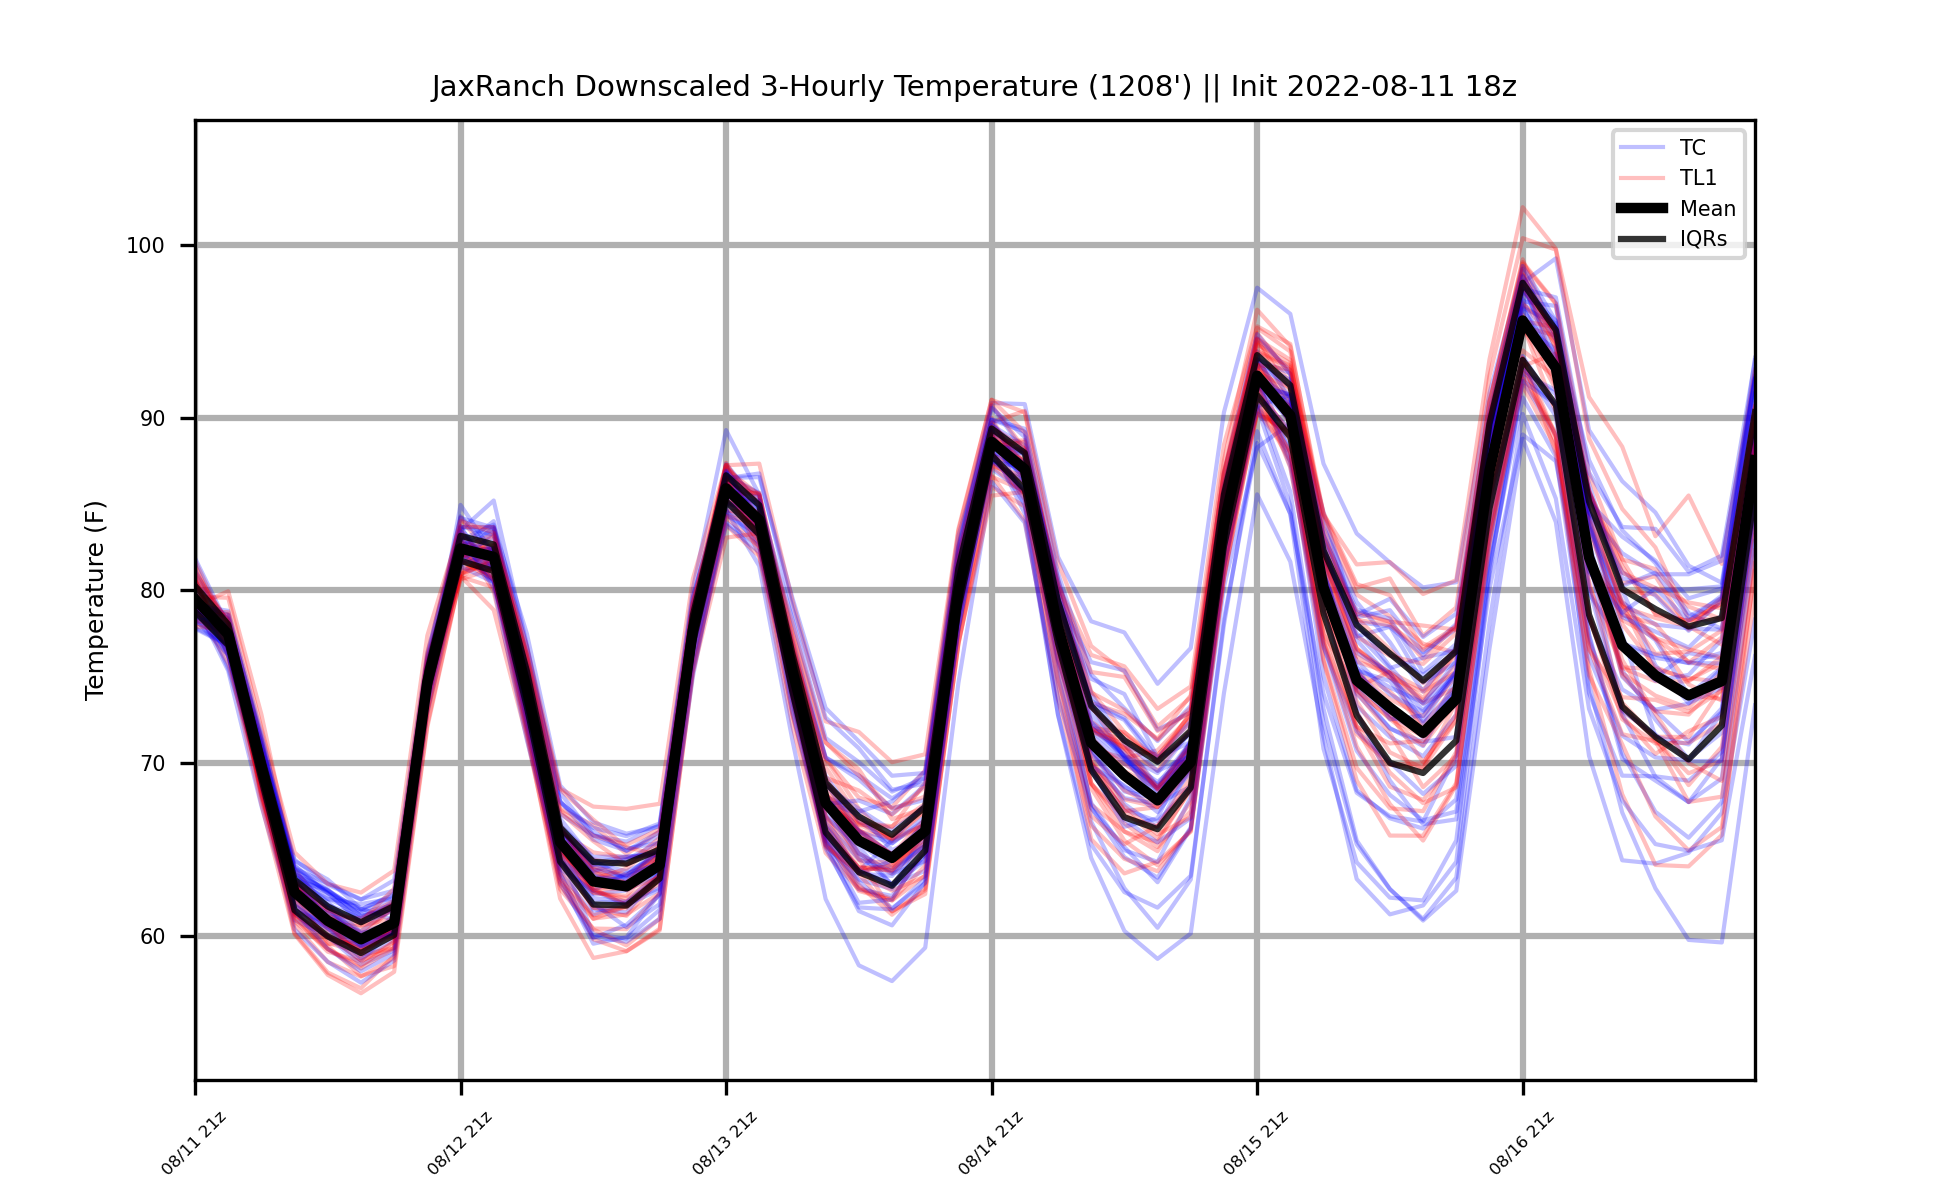 JaxRanch Downscaled 3-Hourly Temperature (1208') || Init 2022-08-11 18z
TC
TL1
Mean
IQRs
Temperature (F)
100
90
80
70
60
08/11 21z
08/12 21z
08/13 21z
08/14 21z
08/15 21z
08/16 21z